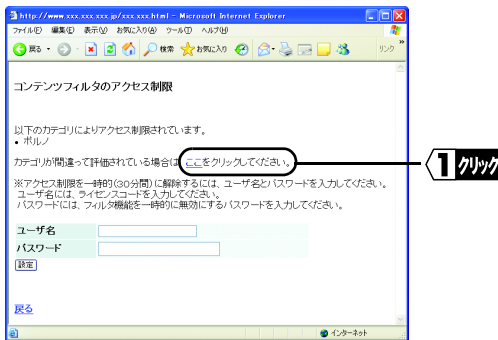 http://www.xxx.xxx.xxx.jp/xxx.xxx.html - Microsoft Internet Explorer
ファイル(F) 編集(E) 表示(V) お気に入り(A) ツール(T) ヘルプ(H)
戻る 検索 お気に入り リンク »
コンテンツフィルタのアクセス制限
以下のカテゴリによりアクセス制限されています。
• ポルノ
カテゴリが間違って評価されている場合は、ここをクリックしてください。
1 クリック
※アクセス制限を一時的(30分間)に解除するには、ユーザ名とパスワードを入力してください。
ユーザ名には、ライセンスコードを入力してください。
パスワードには、フィルタ機能を一時的に無効にするパスワードを入力してください。
ユーザ名
パスワード
設定
戻る
インターネット